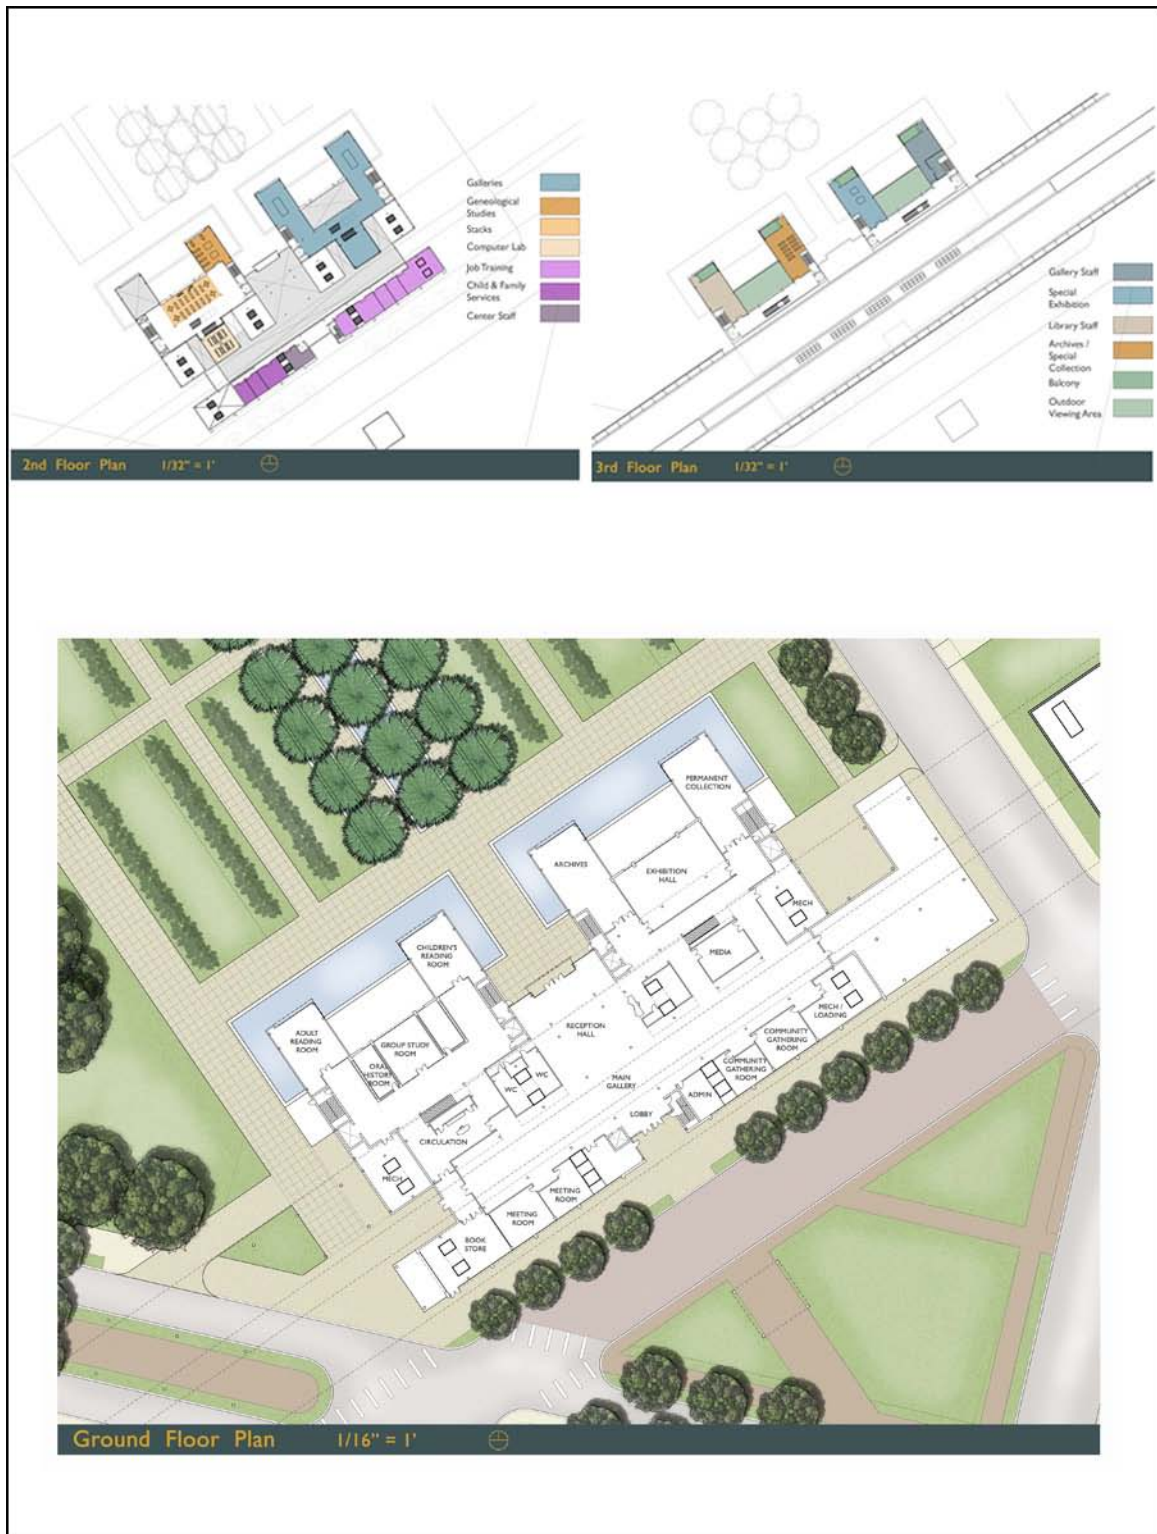 Galleries
Geneological
Studies
Stacks
Computer Lab
Job Training
Child & Family
Services
Center Staff
2nd Floor Plan 1/32" = 1'
Gallery Staff
Special
Exhibition
Library Staff
Archives /
Special
Collection
Balcony
Outdoor
Viewing Area
3rd Floor Plan 1/32" = 1'
PERMANENT
COLLECTION
ARCHIVES
EXHIBITION
HALL
MECH
MEDIA
CHILDREN'S
READING
ROOM
MECH /
LOADING
ADULT
READING
ROOM
GROUP STUDY
ROOM
RECEPTION
HALL
COMMUNITY
GATHERING
ROOM
ORAL
HISTORY
ROOM
COMMUNITY
GATHERING
ROOM
WC
WC
MAIN
GALLERY
ADMIN
LOBBY
CIRCULATION
MECH
MEETING
ROOM
MEETING
ROOM
BOOK
STORE
Ground Floor Plan 1/16" = 1'